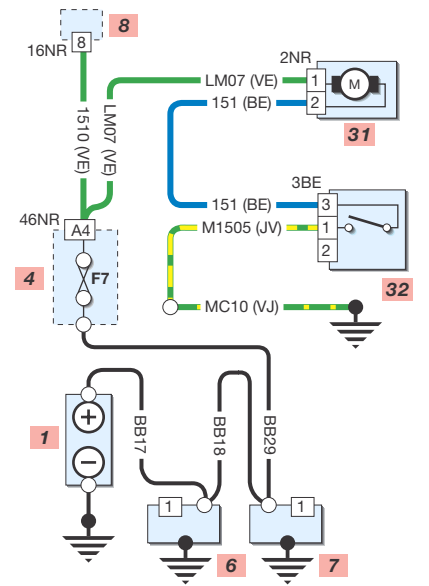 8
8
16NR
2NR
LM07 (VE)
1
M
151 (BE)
2
31
1510 (VE)
LM07 (VE)
3BE
151 (BE)
3
M1505 (JV)
1
2
46NR
A4
4
F7
32
MC10 (VJ)
1
+
−
BB17
BB18
BB29
1
1
6
7